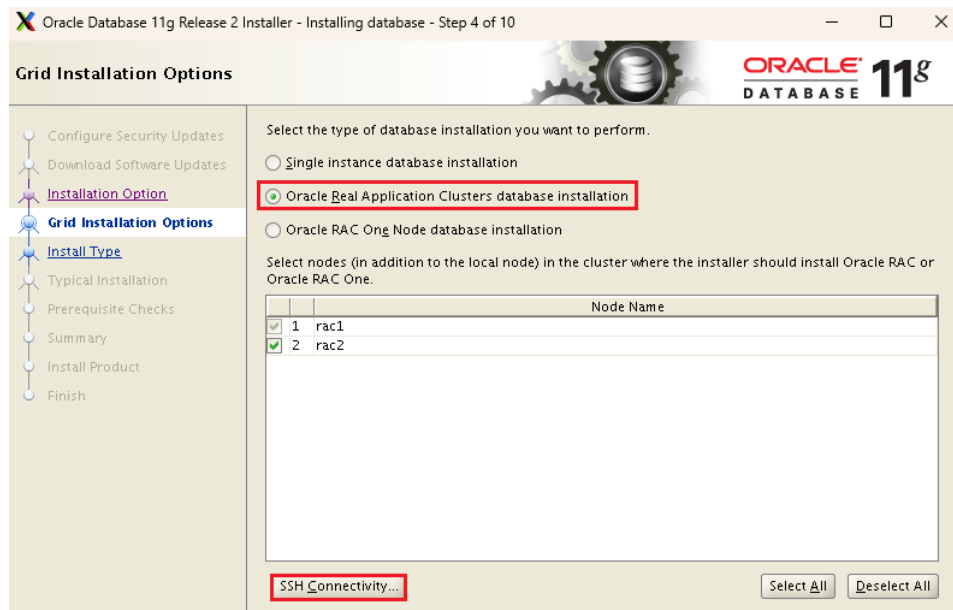 Oracle Database 11g Release 2 Installer - Installing database - Step 4 of 10
Grid Installation Options
ORACLE
DATABASE
11g
Configure Security Updates
Download Software Updates
Installation Option
Grid Installation Options
Install Type
Typical Installation
Prerequisite Checks
Summary
Install Product
Finish
Select the type of database installation you want to perform.
Single instance database installation
Oracle Real Application Clusters database installation
Oracle RAC One Node database installation
Select nodes (in addition to the local node) in the cluster where the installer should install Oracle RAC or
Oracle RAC One.
Node Name
1 rac1
2 rac2
SSH Connectivity...
Select All
Deselect All